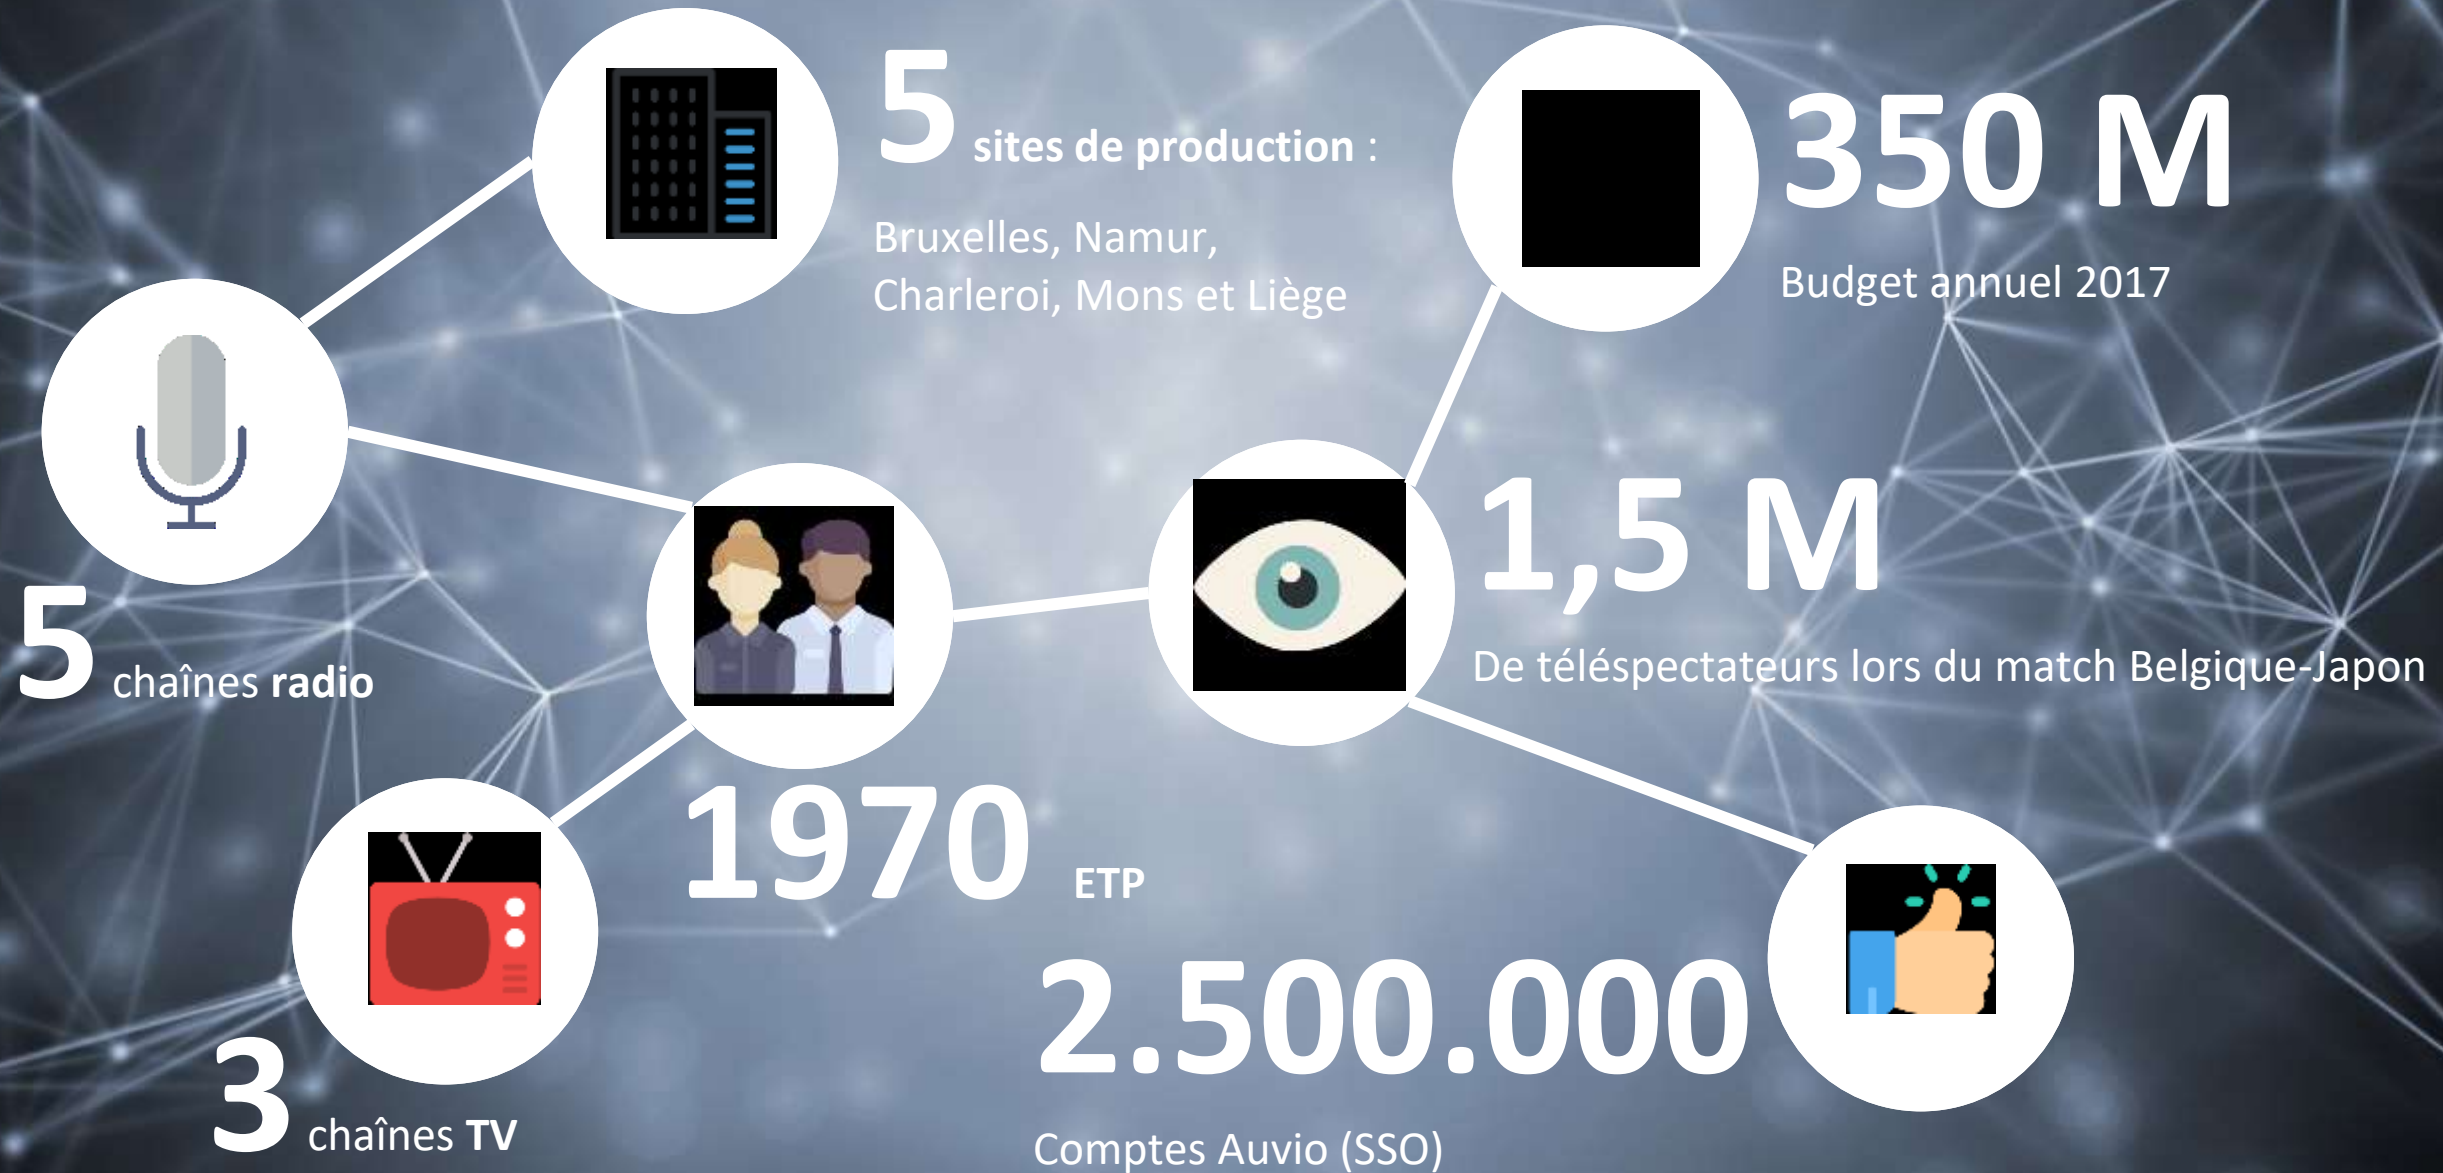 5 sites de production :
Bruxelles, Namur,
Charleroi, Mons et Liège
350 M
Budget annuel 2017
5 chaînes radio
1,5 M
De téléspectateurs lors du match Belgique-Japon
1970 ETP
3 chaînes TV
2.500.000
Comptes Auvio (SSO)